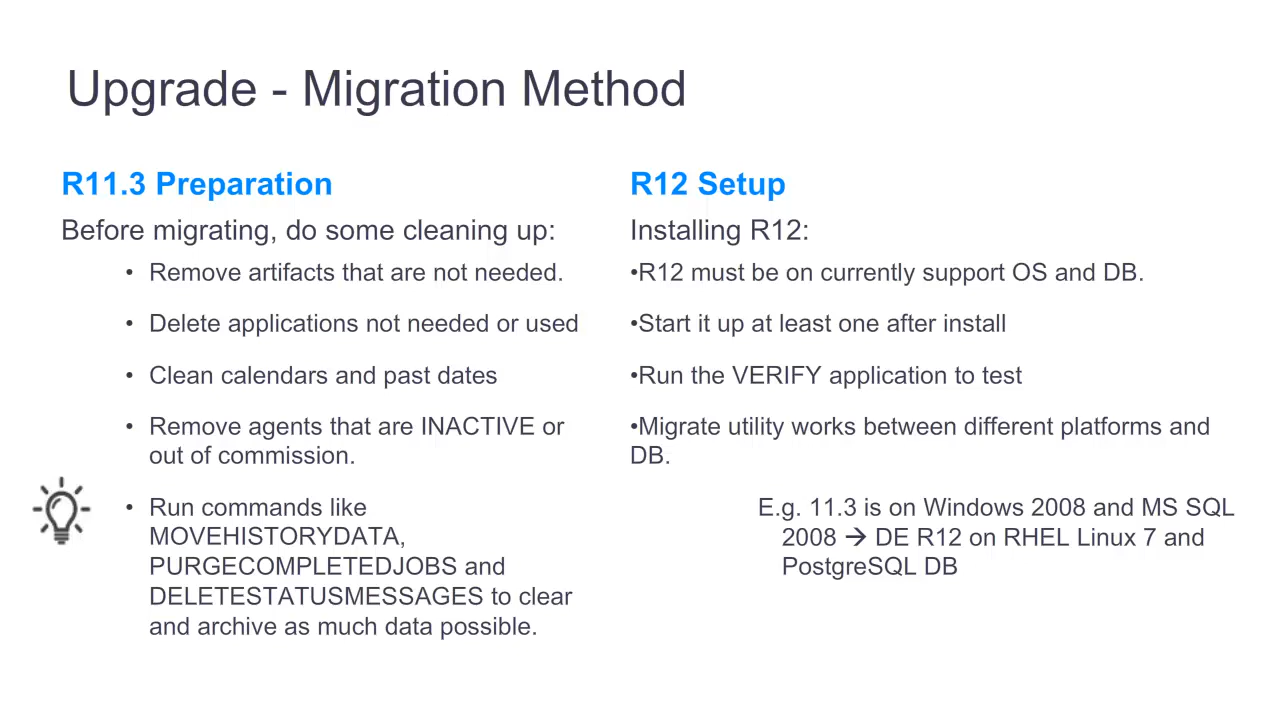 Upgrade - Migration Method
R11.3 Preparation
Before migrating, do some cleaning up:
• Remove artifacts that are not needed.
• Delete applications not needed or used
• Clean calendars and past dates
• Remove agents that are INACTIVE or
out of commission.
• Run commands like
MOVEHISTORYDATA,
PURGECOMPLETEDJOBS and
DELETESTATUSMESSAGES to clear
and archive as much data possible.
R12 Setup
Installing R12:
•R12 must be on currently support OS and DB.
•Start it up at least one after install
•Run the VERIFY application to test
•Migrate utility works between different platforms and
DB.
E.g. 11.3 is on Windows 2008 and MS SQL
2008 → DE R12 on RHEL Linux 7 and
PostgreSQL DB